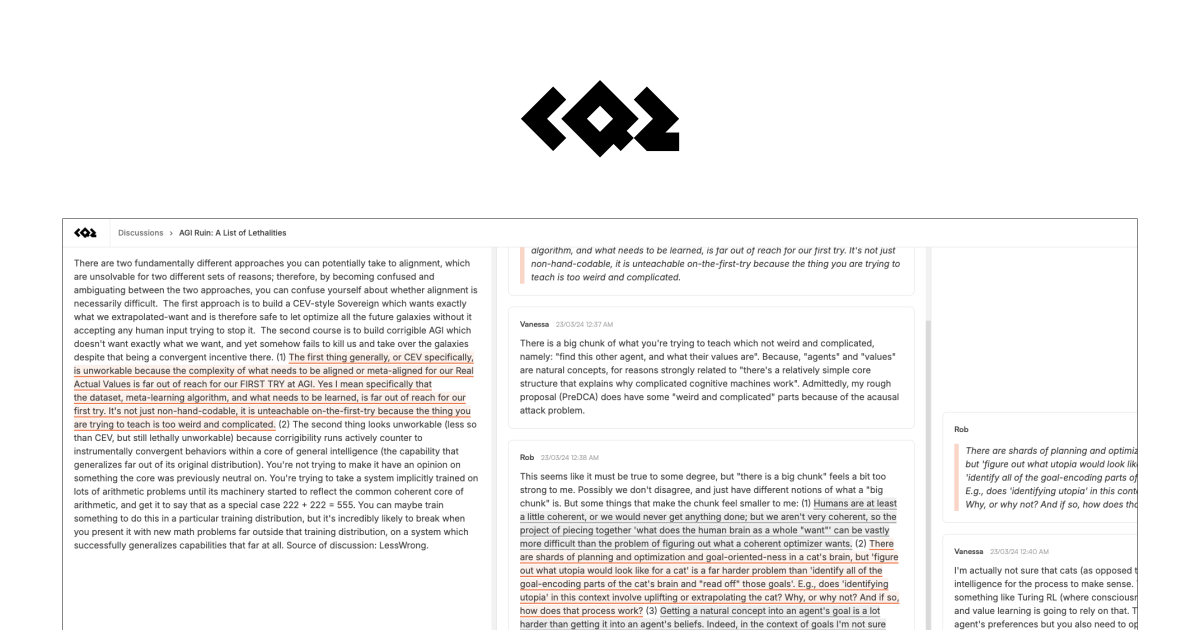 Discussions › AGI Ruin: A List of Lethalities
There are two fundamentally different approaches you can potentially take to alignment, which
are unsolvable for two different sets of reasons; therefore, by becoming confused and
ambiguating between the two approaches, you can confuse yourself about whether alignment is
necessarily difficult.  The first approach is to build a CEV-style Sovereign which wants exactly
what we extrapolated-want and is therefore safe to let optimize all the future galaxies without it
accepting any human input trying to stop it.  The second course is to build corrigible AGI which
doesn't want exactly what we want, and yet somehow fails to kill us and take over the galaxies
despite that being a convergent incentive there. (1) The first thing generally, or CEV specifically,
is unworkable because the complexity of what needs to be aligned or meta-aligned for our Real
Actual Values is far out of reach for our FIRST TRY at AGI. Yes I mean specifically that
the dataset, meta-learning algorithm, and what needs to be learned, is far out of reach for our
first try. It's not just non-hand-codable, it is unteachable on-the-first-try because the thing you
are trying to teach is too weird and complicated. (2) The second thing looks unworkable (less so
than CEV, but still lethally unworkable) because corrigibility runs actively counter to
instrumentally convergent behaviors within a core of general intelligence (the capability that
generalizes far out of its original distribution). You're not trying to make it have an opinion on
something the core was previously neutral on. You're trying to take a system implicitly trained on
lots of arithmetic problems until its machinery started to reflect the common coherent core of
arithmetic, and get it to say that as a special case 222 + 222 = 555. You can maybe train
something to do this in a particular training distribution, but it's incredibly likely to break when
you present it with new math problems far outside that training distribution, on a system which
successfully generalizes capabilities that far at all. Source of discussion: LessWrong.
algorithm, and what needs to be learned, is far out of reach for our first try. It's not just
non-hand-codable, it is unteachable on-the-first-try because the thing you are trying to
teach is too weird and complicated.
Vanessa 23/03/24 12:37 AM
There is a big chunk of what you're trying to teach which not weird and complicated,
namely: "find this other agent, and what their values are". Because, "agents" and "values"
are natural concepts, for reasons strongly related to "there's a relatively simple core
structure that explains why complicated cognitive machines work". Admittedly, my rough
proposal (PreDCA) does have some "weird and complicated" parts because of the acausal
attack problem.
Rob 23/03/24 12:38 AM
This seems like it must be true to some degree, but "there is a big chunk" feels a bit too
strong to me. Possibly we don't disagree, and just have different notions of what a "big
chunk" is. But some things that make the chunk feel smaller to me: (1) Humans are at least
a little coherent, or we would never get anything done; but we aren't very coherent, so the
project of piecing together 'what does the human brain as a whole "want"' can be vastly
more difficult than the problem of figuring out what a coherent optimizer wants. (2) There
are shards of planning and optimization and goal-oriented-ness in a cat's brain, but 'figure
out what utopia would look like for a cat' is a far harder problem than 'identify all of the
goal-encoding parts of the cat's brain and "read off" those goals'. E.g., does 'identifying
utopia' in this context involve uplifting or extrapolating the cat? Why, or why not? And if so,
how does that process work? (3) Getting a natural concept into an agent's goal is a lot
harder than getting it into an agent's beliefs. Indeed, in the context of goals I'm not sure
Rob
There are shards of planning and optimiz
but 'figure out what utopia would look lik
'identify all of the goal-encoding parts of
E.g., does 'identifying utopia' in this cont
Why, or why not? And if so, how does tha
Vanessa 23/03/24 12:40 AM
I'm actually not sure that cats (as opposed t
intelligence for the process to make sense.
something like Turing RL (where consciousn
and value learning is going to rely on that. T
agent's preferences but you also need to op